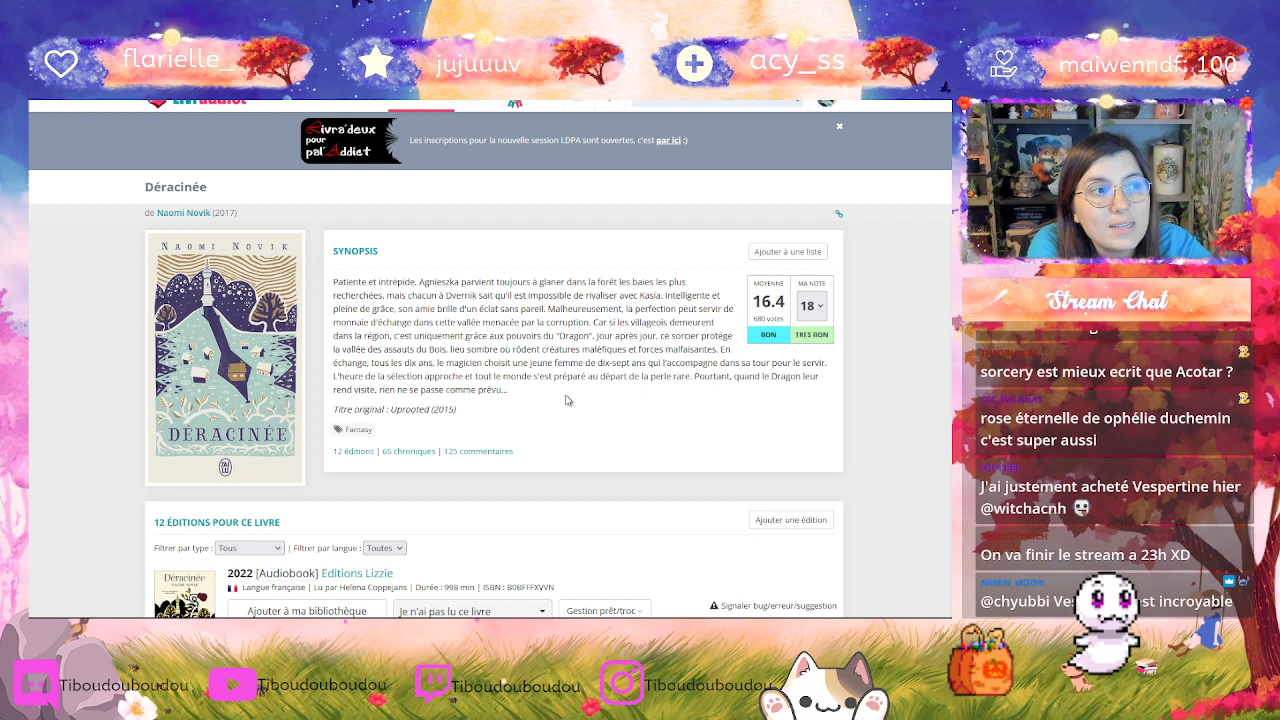 flarielle_
jujuuuv
acy_ss
maiwenndf: 100
Livra'deux
pour
pal'Addict
Les inscriptions pour la nouvelle session LDPA sont ouvertes, c'est par ici :)
Déracinée
de Naomi Novik (2017)
NAOMI NOVIK
DÉRACINÉE
SYNOPSIS
Ajouter à une liste
Patiente et intrépide, Agnieszka parvient toujours à glaner dans la forêt les baies les plus
recherchées, mais chacun à Dvernik sait qu'il est impossible de rivaliser avec Kasia. Intelligente et
pleine de grâce, son amie brille d'un éclat sans pareil. Malheureusement, la perfection peut servir de
monnaie d'échange dans cette vallée menacée par la corruption. Car si les villageois demeurent
dans la région, c'est uniquement grâce aux pouvoirs du "Dragon". Jour après jour, ce sorcier protège
la vallée des assauts du Bois, lieu sombre où rôdent créatures maléfiques et forces malfaisantes. En
échange, tous les dix ans, le magicien choisit une jeune femme de dix-sept ans qui l'accompagne dans sa tour pour le servir.
L'heure de la sélection approche et tout le monde s'est préparé au départ de la perle rare. Pourtant, quand le Dragon leur
rend visite, rien ne se passe comme prévu...
MOYENNE
16.4
680 votes
BON
MA NOTE
18
TRES BON
Titre original : Uprooted (2015)
Fantasy
12 éditions | 65 chroniques | 125 commentaires
12 ÉDITIONS POUR CE LIVRE
Ajouter une édition
Filtrer par type : Tous | Filtrer par langue : Toutes
Déracinée
2022 [Audiobook] Editions Lizzie
Langue française | Lu par Helena Coppejans | Durée : 998 min | ISBN : B0BFFFXVVN
Ajouter à ma bibliothèque
Je n'ai pas lu ce livre
Gestion prêt/troc
Signaler bug/erreur/suggestion
Stream Chat
sorcery est mieux ecrit que Acotar ?
rose éternelle de ophélie duchemin
c'est super aussi
CHYUBBI
J'ai justement acheté Vespertine hier
@witchacnh
On va finir le stream a 23h XD
@chyubbi est incroyable
Tiboudouboudou
Tiboudouboudou
Tiboudouboudou
Tiboudouboudou